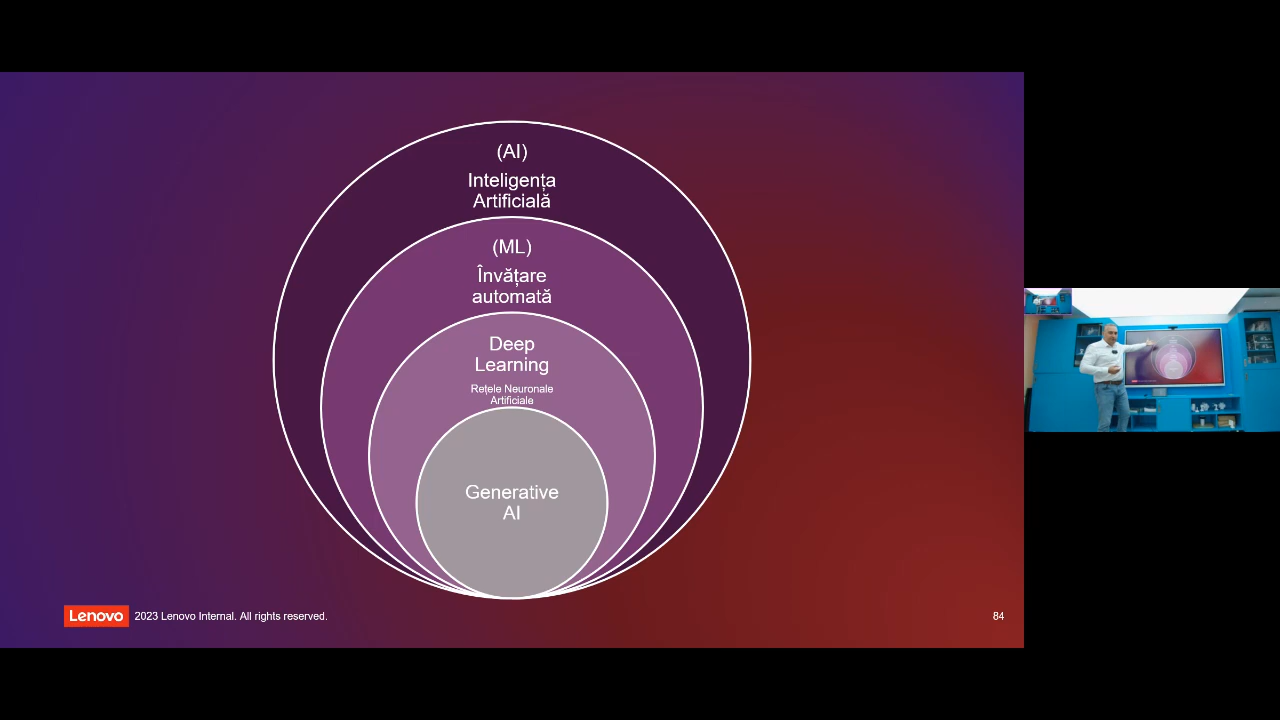 (AI)
Inteligența
Artificială
(ML)
Învățare
automată
Deep
Learning
Rețele Neuronale
Artificiale
Generative
AI
Lenovo 2023 Lenovo Internal. All rights reserved.
84